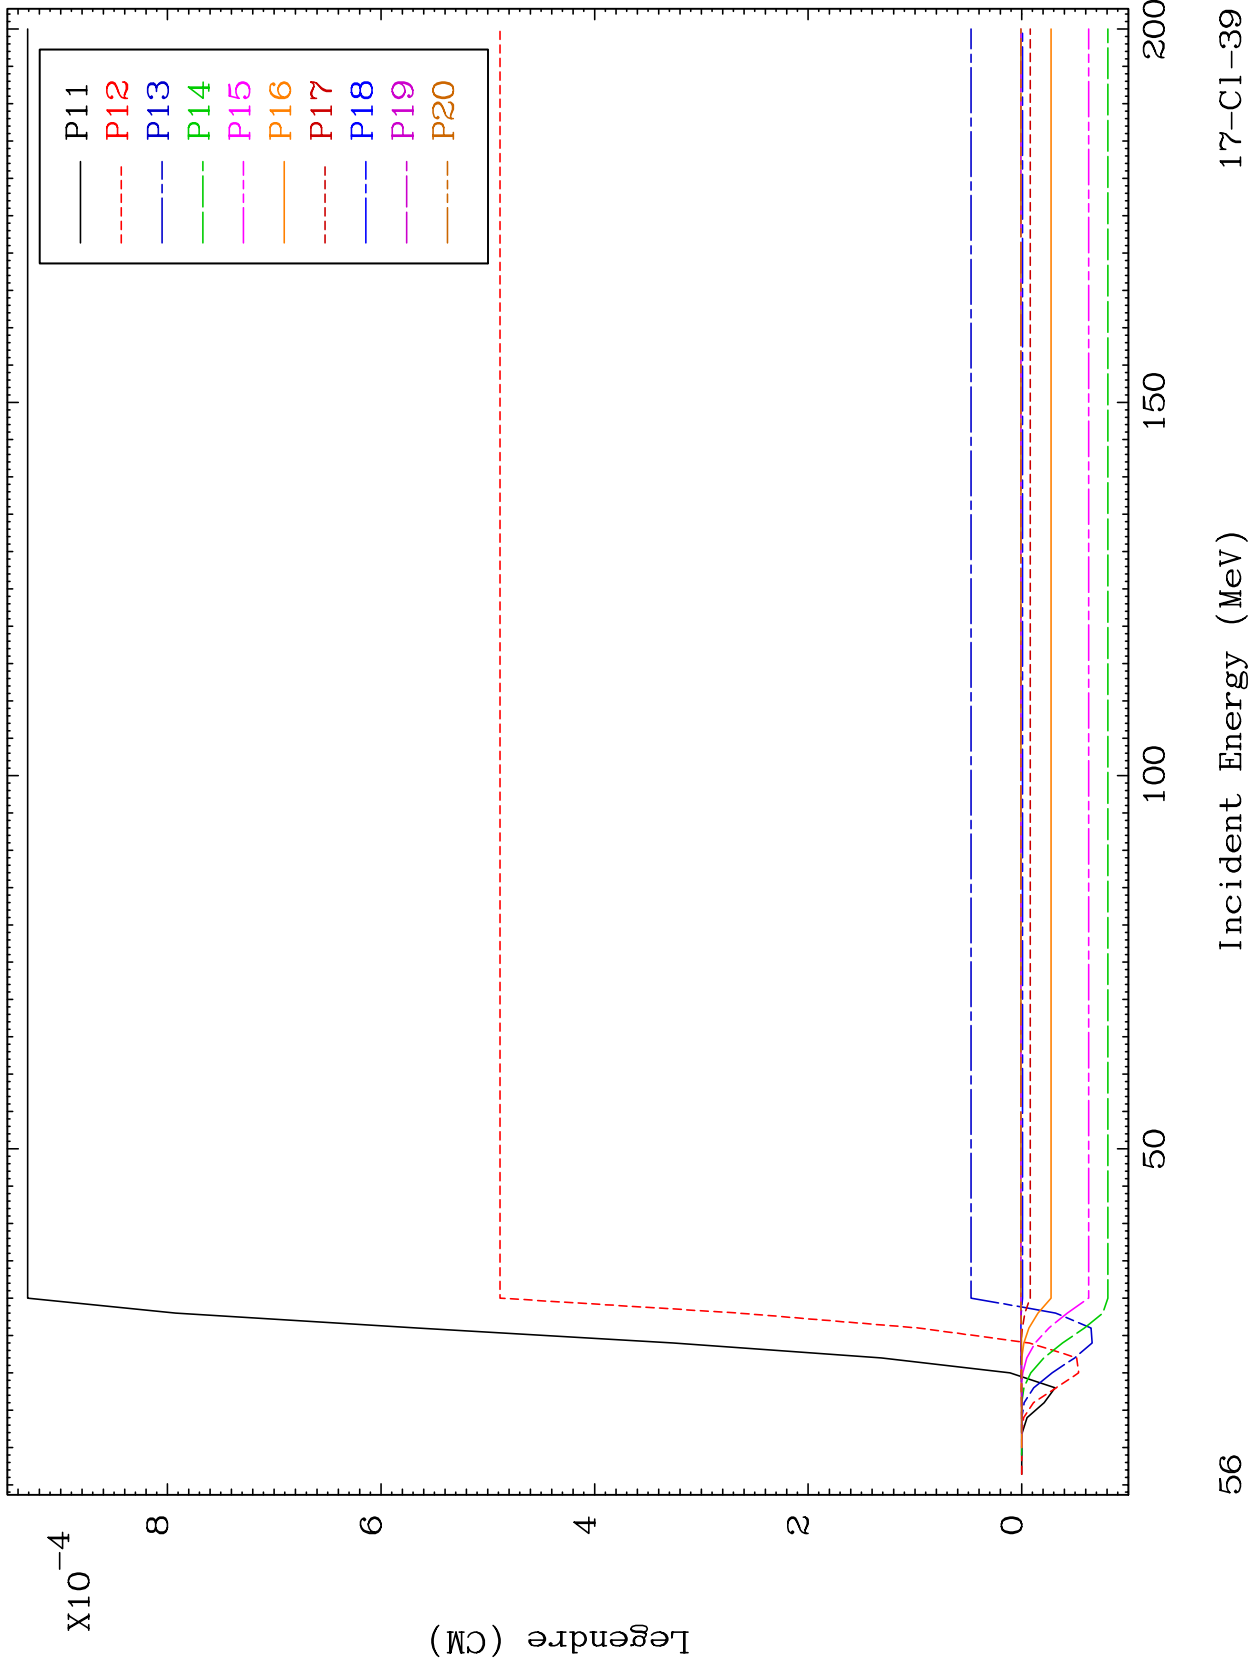 X10
-4
8
6
4
2
0
Legendre (CM)
P11
P12
P13
P14
P15
P16
P17
P18
P19
P20
50
100
150
200
Incident Energy (MeV)
56
17-Cl-39